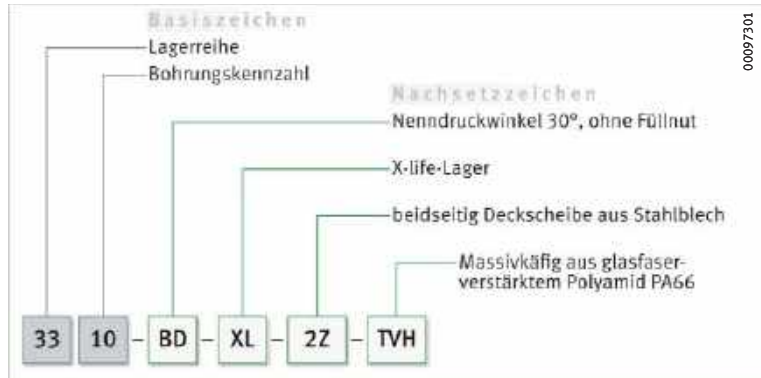 Basiszeichen
Lagerreihe
Bohrungskennzahl
Nachsetzzeichen
Nenndruckwinkel 30°, ohne Füllnut
X-life-Lager
beidseitig Deckscheibe aus Stahlblech
Massivkäfig aus glasfaser-
verstärktem Polyamid PA66
33 10 – BD – XL – 2Z – TVH
00097301